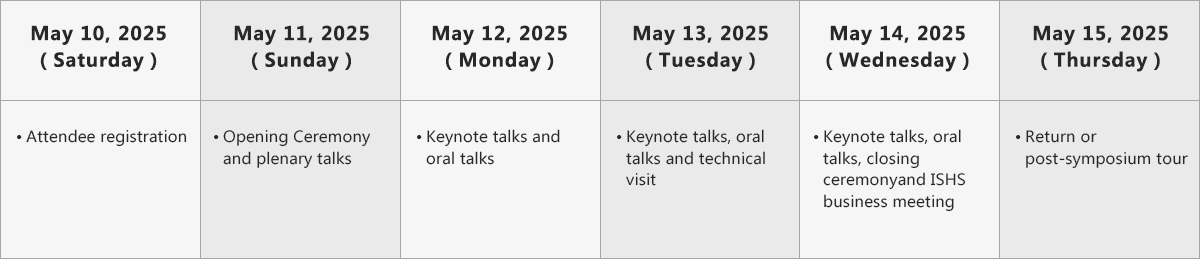 May 10, 2025
( Saturday )
May 11, 2025
( Sunday )
May 12, 2025
( Monday )
May 13, 2025
( Tuesday )
May 14, 2025
( Wednesday )
May 15, 2025
( Thursday )
• Attendee registration
• Opening Ceremony
and plenary talks
• Keynote talks and
oral talks
• Keynote talks, oral
talks and technical
visit
• Keynote talks, oral
talks, closing
ceremonyand ISHS
business meeting
• Return or
post-symposium tour